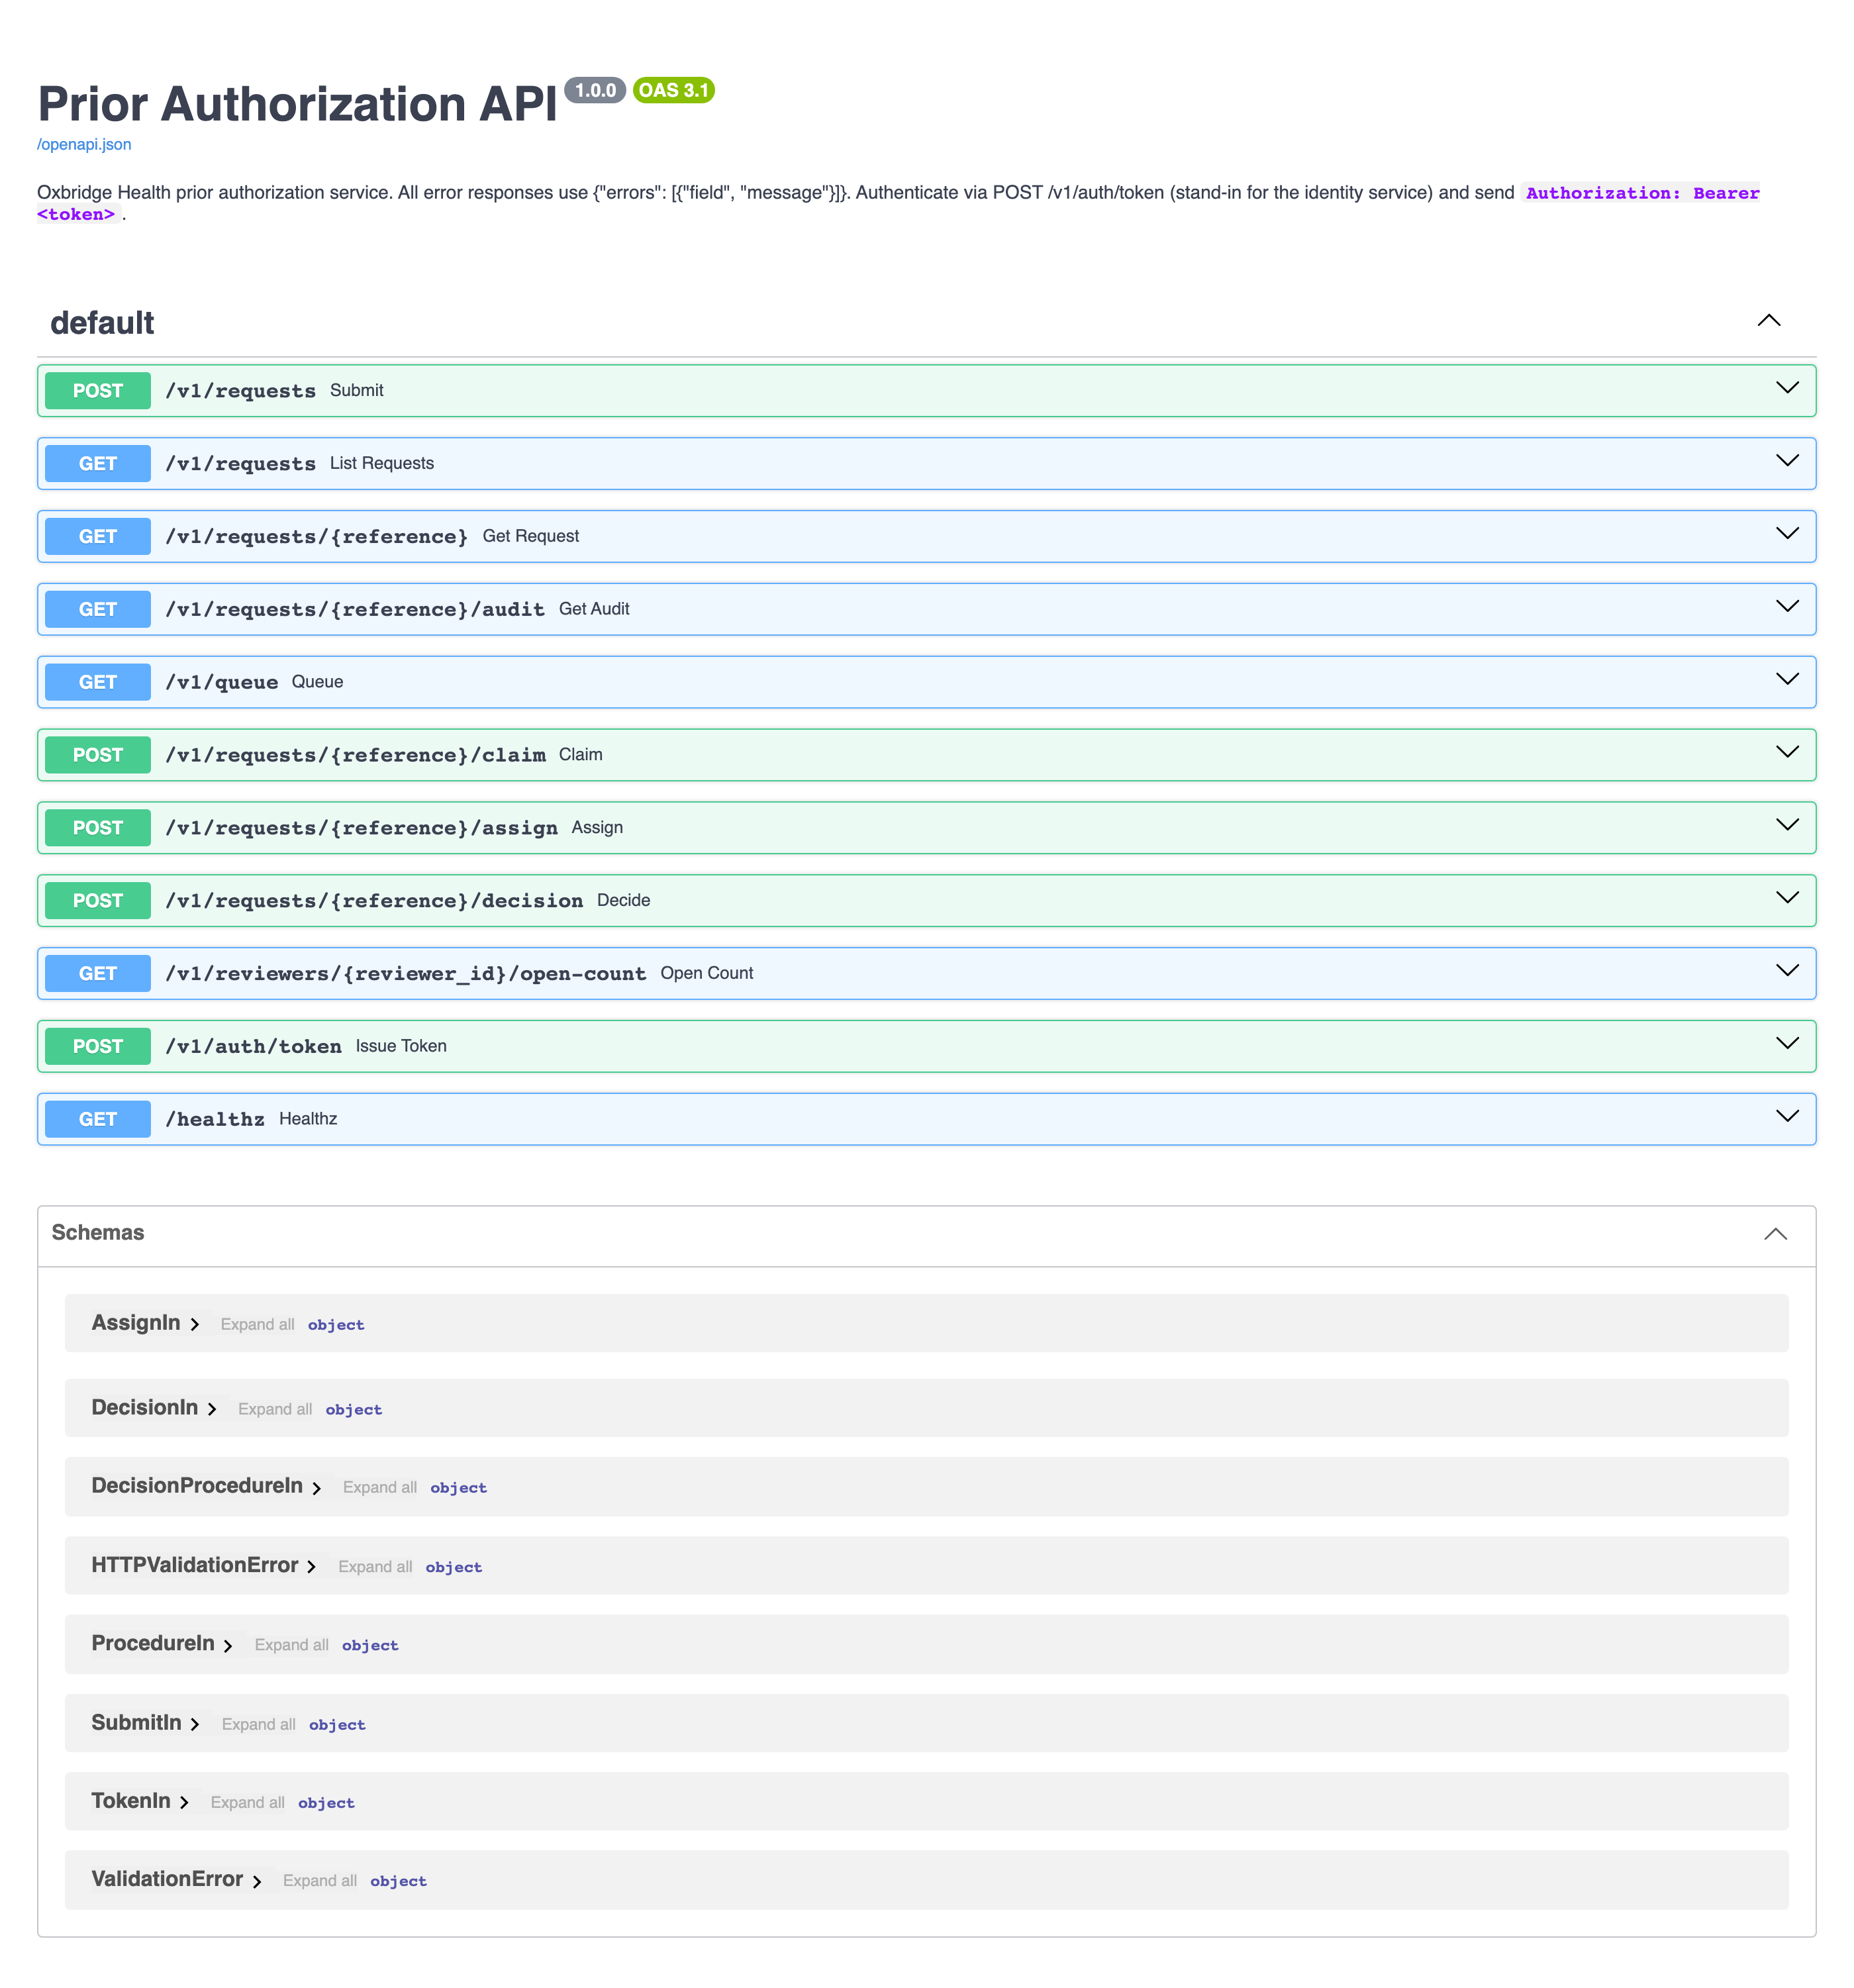 Prior Authorization API 1.0.0 OAS 3.1
/openapi.json
Oxbridge Health prior authorization service. All error responses use {"errors": [{"field", "message"}]}. Authenticate via POST /v1/auth/token (stand-in for the identity service) and send Authorization: Bearer
<token> .
default
POST /v1/requests Submit
GET /v1/requests List Requests
GET /v1/requests/{reference} Get Request
GET /v1/requests/{reference}/audit Get Audit
GET /v1/queue Queue
POST /v1/requests/{reference}/claim Claim
POST /v1/requests/{reference}/assign Assign
POST /v1/requests/{reference}/decision Decide
GET /v1/reviewers/{reviewer_id}/open-count Open Count
POST /v1/auth/token Issue Token
GET /healthz Healthz
Schemas
AssignIn Expand all object
DecisionIn Expand all object
DecisionProcedureIn Expand all object
HTTPValidationError Expand all object
ProcedureIn Expand all object
SubmitIn Expand all object
TokenIn Expand all object
ValidationError Expand all object